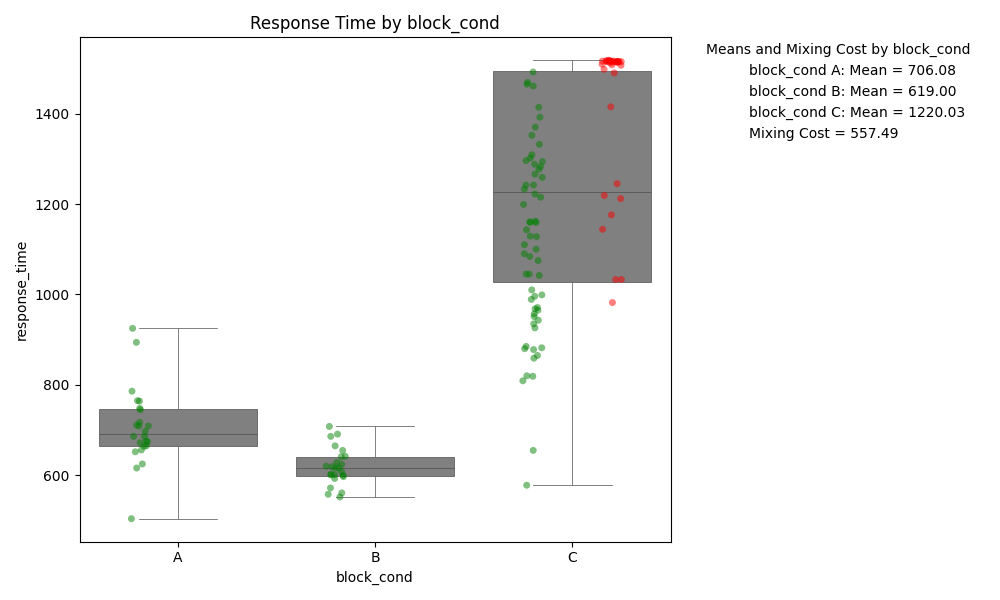 Response Time by block_cond
Means and Mixing Cost by block_cond
block_cond A: Mean = 706.08
block_cond B: Mean = 619.00
block_cond C: Mean = 1220.03
Mixing Cost = 557.49
response_time
1400
1200
1000
800
600
A
B
C
block_cond